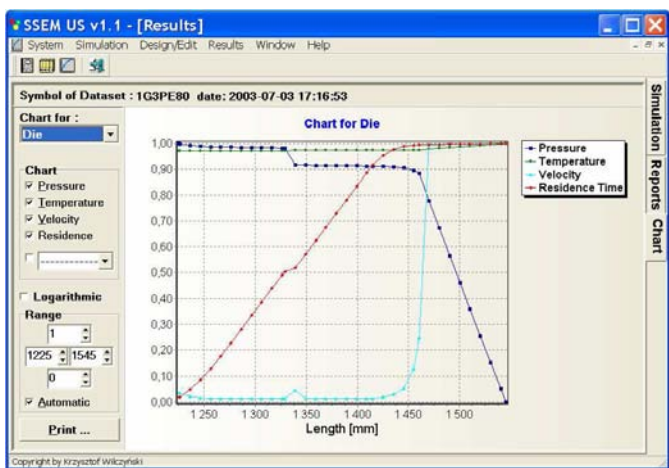 SSEM US v1.1 - [Results]
System Simulation Design/Edit Results Window Help
Symbol of Dataset : 1G3PE80 date: 2003-07-03 17:16:53
Chart for :
Die
Chart
Pressure
Temperature
Velocity
Residence
Logarithmic
Range
1
1225 1545
0
Automatic
Print ...
Chart for Die
1,00
0,90
0,80
0,70
0,60
0,50
0,40
0,30
0,20
0,10
0,00
1 250 1 300 1 350 1 400 1 450 1 500
Length [mm]
Pressure
Temperature
Velocity
Residence Time
Simulation
Reports
Chart
Copyright by Krzysztof Wilczyński